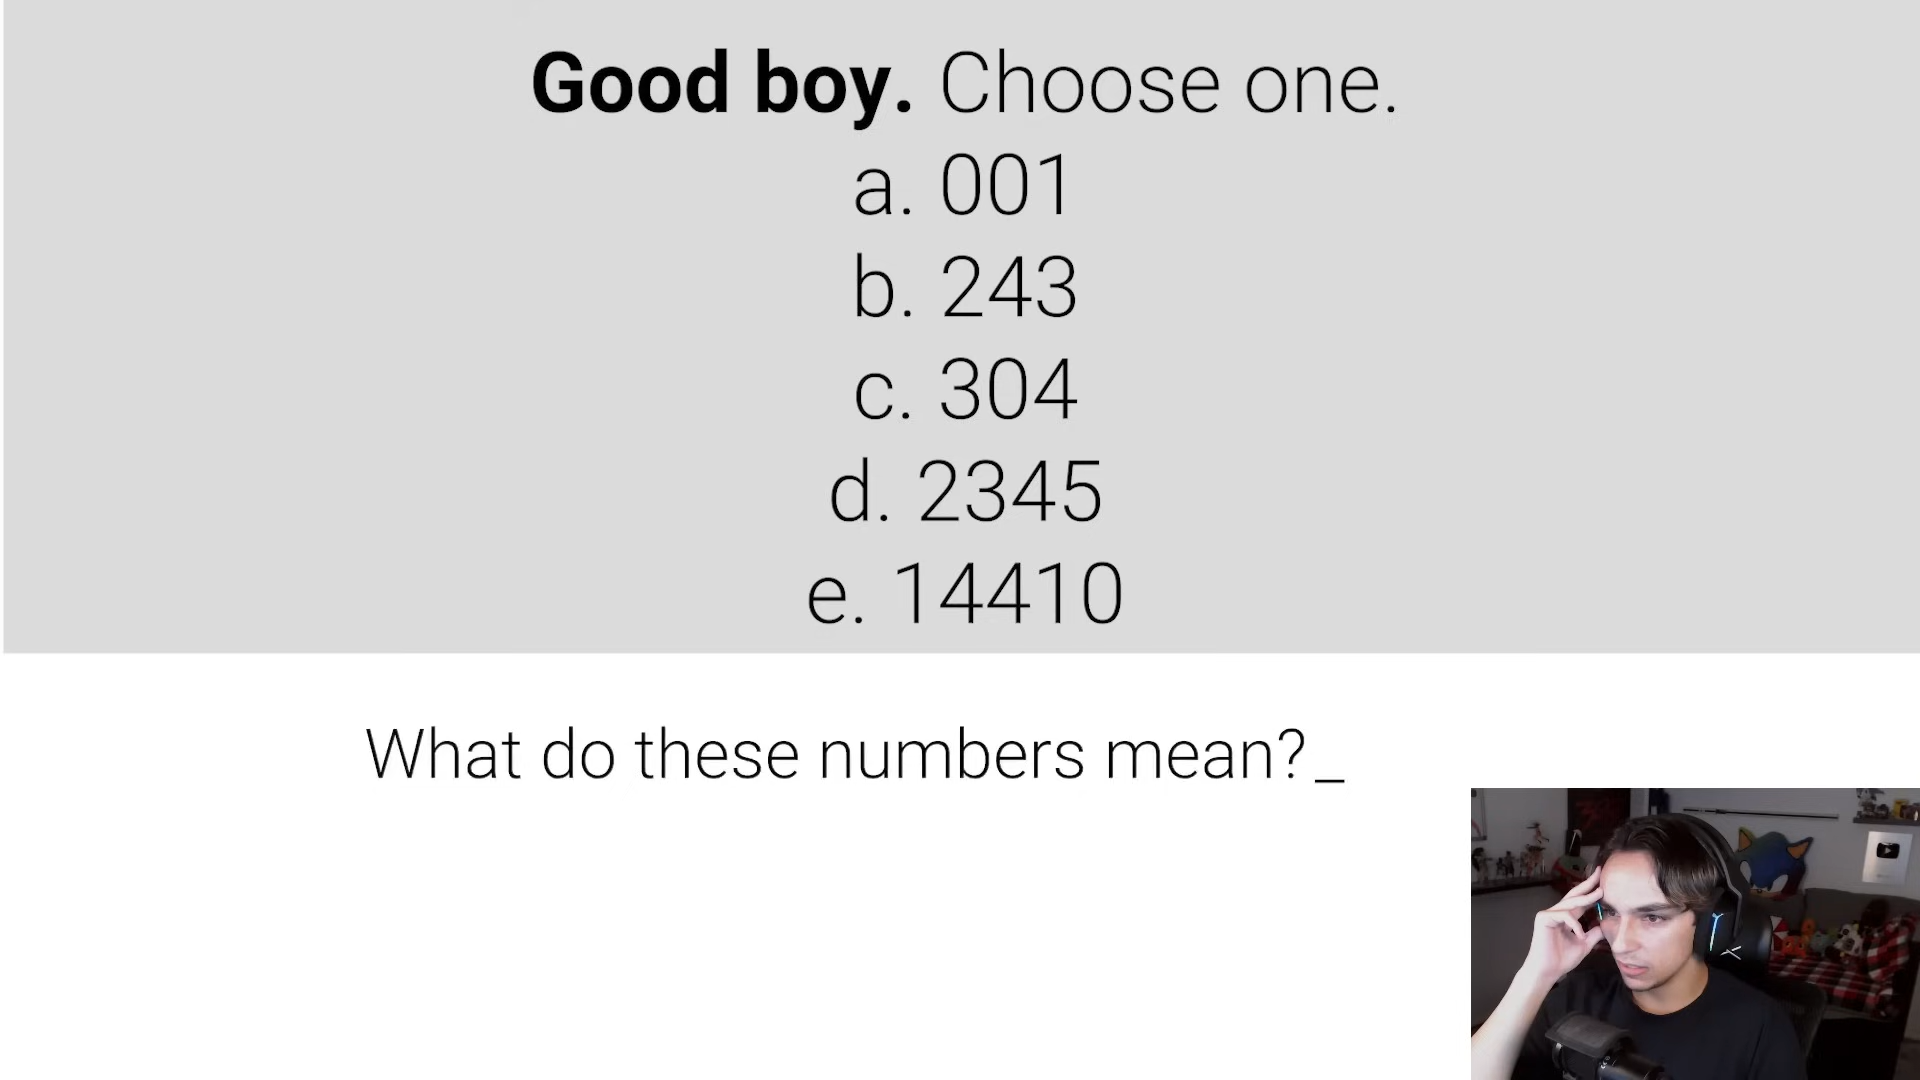 Good boy. Choose one.
a. 001
b. 243
c. 304
d. 2345
e. 14410
What do these numbers mean?_